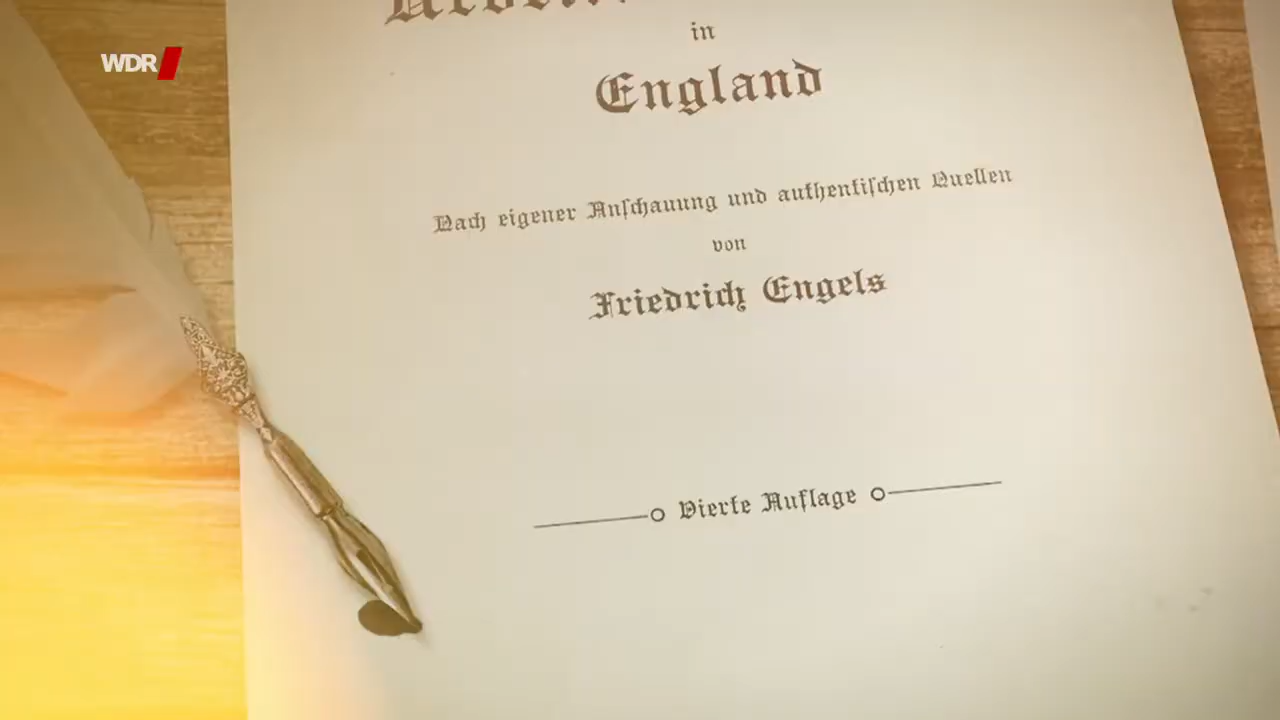 WDR
in
England
Nach eigener Anschauung und authentischen Quellen
von
Friedrich Engels
Vierte Auflage